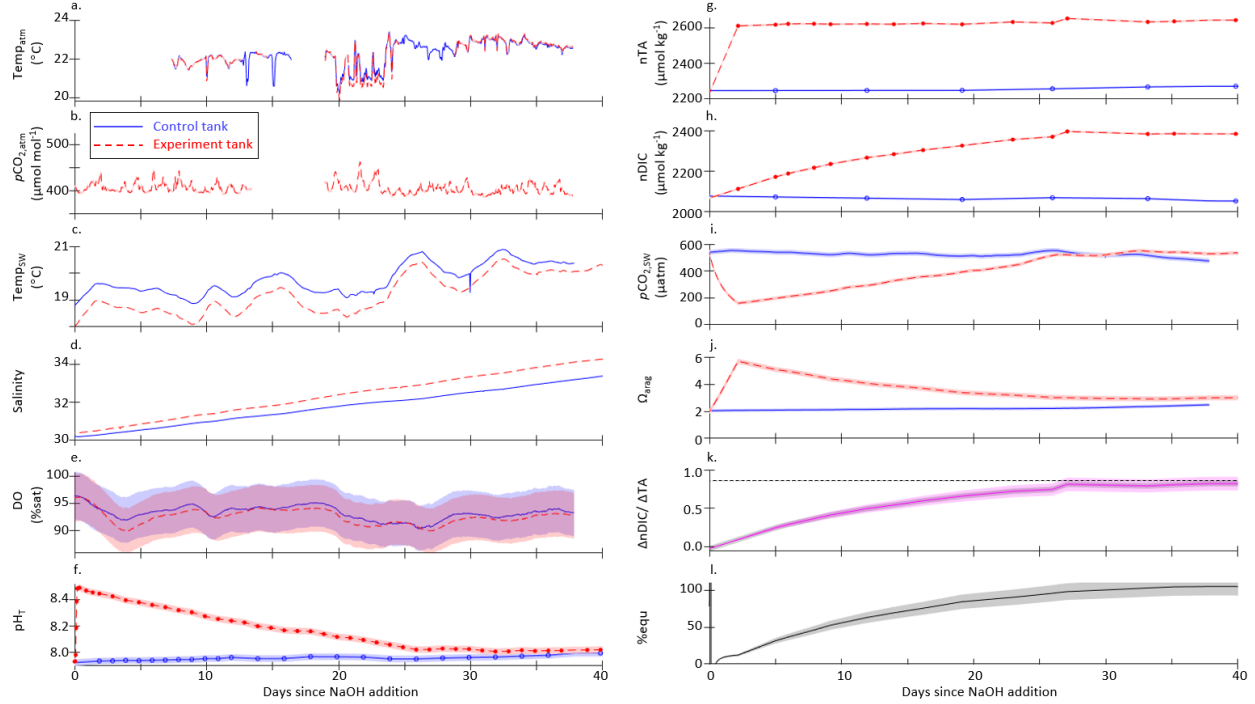 a.
24
22
20
Temp_atm
(° C)
b.
Control tank
Experiment tank
500
400
pCO_2,atm
(µmol mol⁻¹)
c.
21
19
Temp_SW
(° C)
d.
34
32
30
Salinity
e.
100
95
90
DO
(%sat)
f.
8.4
8.2
8.0
pH_T
0
10
20
30
40
Days since NaOH addition
g.
2600
2400
2200
nTA
(µmol kg⁻¹)
h.
2400
2200
2000
nDIC
(µmol kg⁻¹)
i.
600
400
200
0
pCO_2,SW
(µatm)
j.
6
4
2
0
Ω_arag
k.
1.0
0.5
0.0
ΔnDIC/ ΔTA
l.
100
50
0
%equ
0
10
20
30
40
Days since NaOH addition